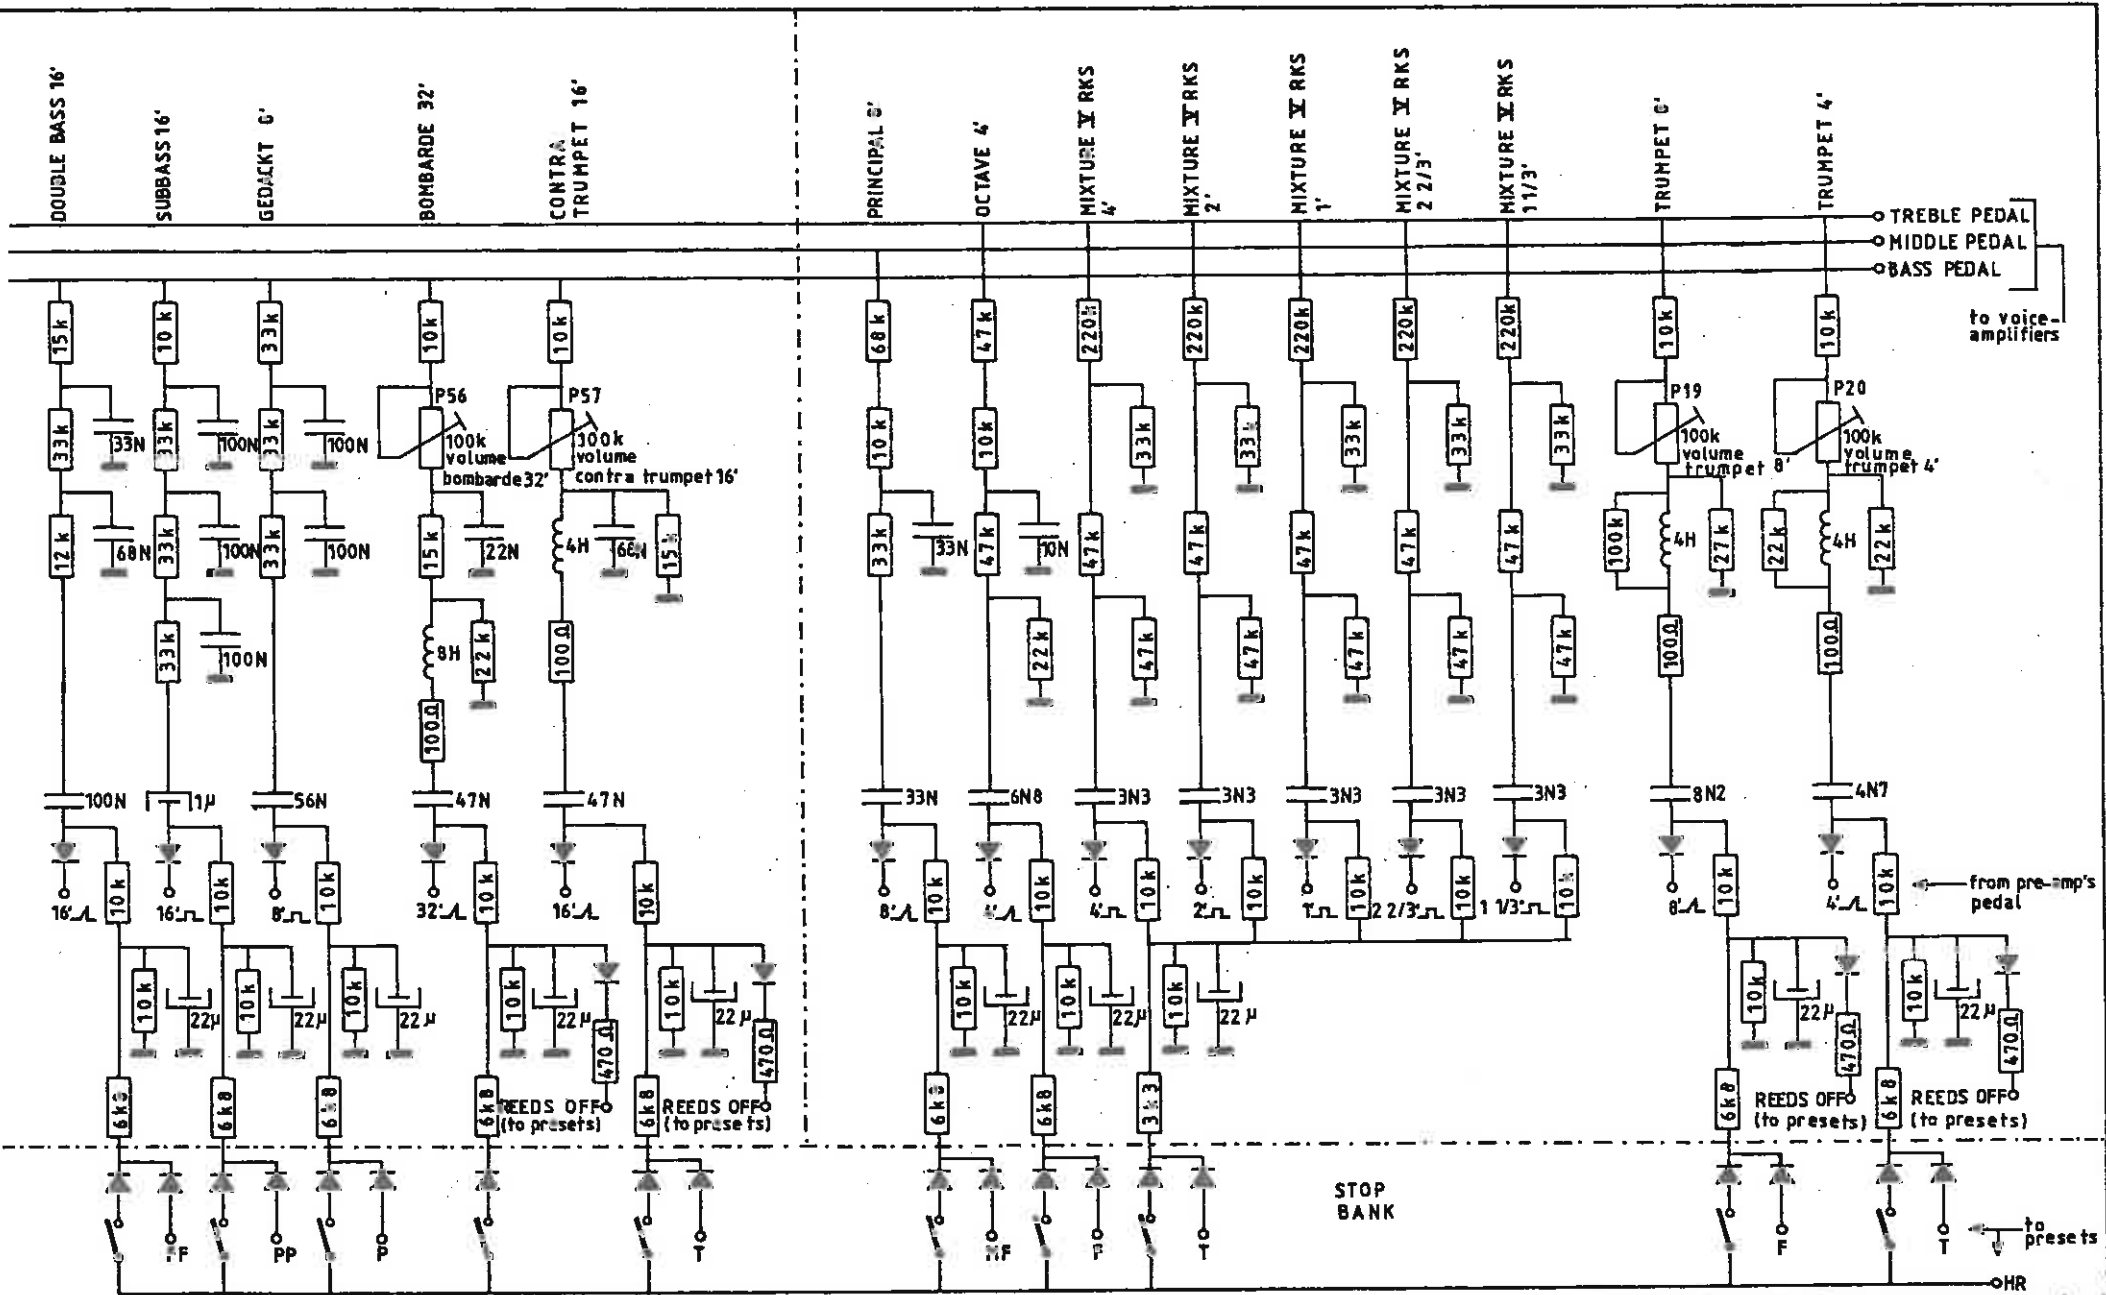 DOUBLE BASS 16'
SUBBASS 16'
GEDACKT 8'
BOMBARDE 32'
CONTRA
TRUMPET 16'
PRINCIPAL 8'
OCTAVE 4'
MIXTURE V RKS
4'
MIXTURE V RKS
2'
MIXTURE V RKS
1'
MIXTURE V RKS
2 2/3'
MIXTURE V RKS
1 1/3'
TRUMPET 8'
TRUMPET 4'
TREBLE PEDAL
MIDDLE PEDAL
BASS PEDAL
to voice-
amplifiers
15k 10k 33k 10k 10k 68k 47k 220k 220k 220k 220k 220k 10k 10k
P56 P57 P19 P20
33k 33N 33k 100N 33k 100N
100k
volume
bombarde 32'
100k
volume
contra trumpet 16'
10k 10k 33k 33k 33k 33k 33k
100k
volume
trumpet 8'
100k
volume
trumpet 4'
12k 68N 33k 100N 33k 100N 15k 22N 4H 68N 15k 33k 33N 47k 10N 47k 47k 47k 47k 47k 100k 4H 27k 22k 4H 22k
33k 100N 8H 22k 100Ω 22k 47k 47k 47k 47k 47k 100Ω 100Ω
100Ω
100N 1µ 56N 47N 47N 33N 6N8 3N3 3N3 3N3 3N3 3N3 8N2 4N7
10k 10k 10k 10k 10k 10k 10k 10k 10k 10k 10k 10k 10k 10k
16' 16' 8' 32' 16' 8' 4' 4' 2' 1' 2 2/3' 1 1/3' 8' 4'
from pre-amp's
pedal
10k 22µ 10k 22µ 10k 22µ 10k 22µ 470Ω 10k 22µ 470Ω 10k 22µ 10k 22µ 10k 22µ 10k 22µ 470Ω 10k 22µ 470Ω
6k8 6k8 6k8 6k8 6k8 6k8 6k8 3k3 6k8 6k8
REEDS OFF
(to presets)
REEDS OFF
(to presets)
REEDS OFF
(to presets)
REEDS OFF
(to presets)
STOP
BANK
PP P T MF T F T
to
presets
HR